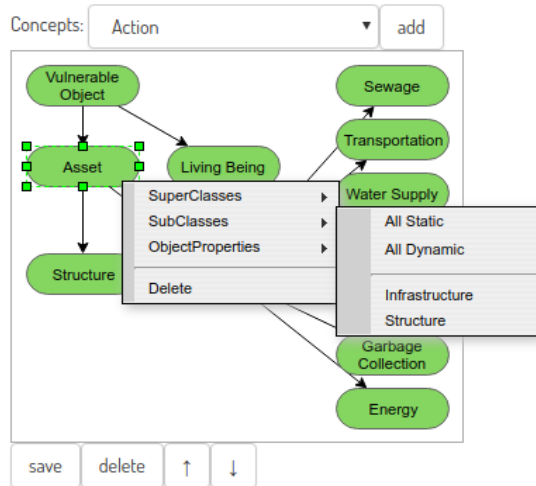 Concepts: Action add
Vulnerable
Object
Sewage
Transportation
Asset
Living Being
Water Supply
SuperClasses
SubClasses
ObjectProperties
Delete
All Static
All Dynamic
Infrastructure
Structure
Structure
Garbage
Collection
Energy
save delete ↑ ↓